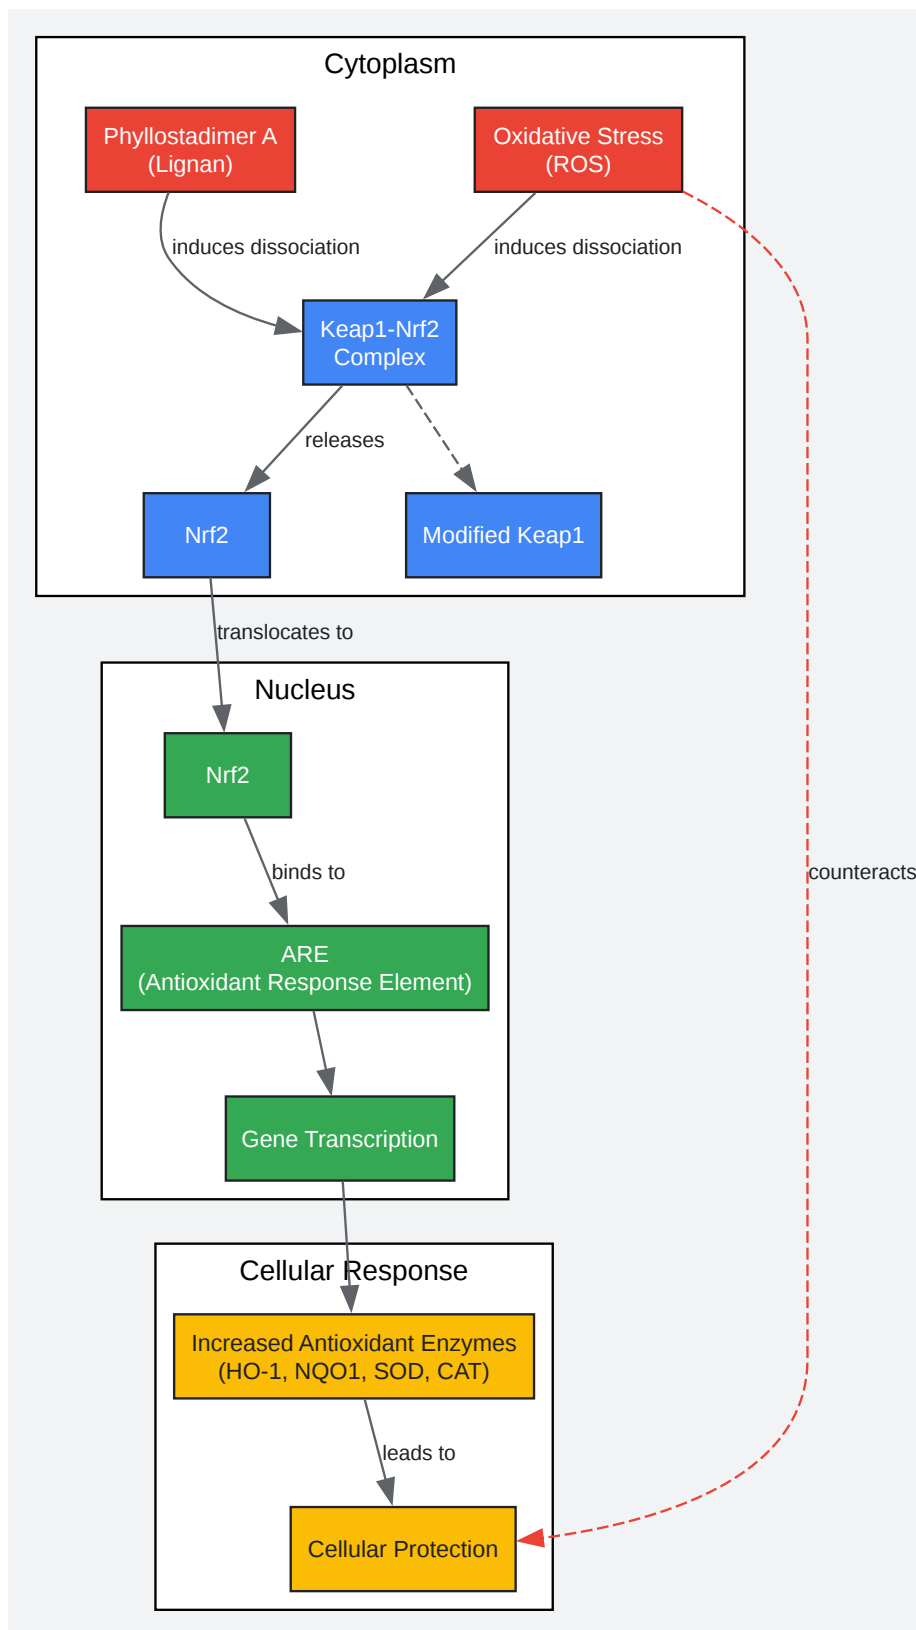 Cytoplasm
Phyllostadimer A
(Lignan)
Oxidative Stress
(ROS)
induces dissociation
induces dissociation
Keap1-Nrf2
Complex
releases
Nrf2
Modified Keap1
translocates to
Nucleus
Nrf2
binds to
counteracts
ARE
(Antioxidant Response Element)
Gene Transcription
Cellular Response
Increased Antioxidant Enzymes
(HO-1, NQO1, SOD, CAT)
leads to
Cellular Protection